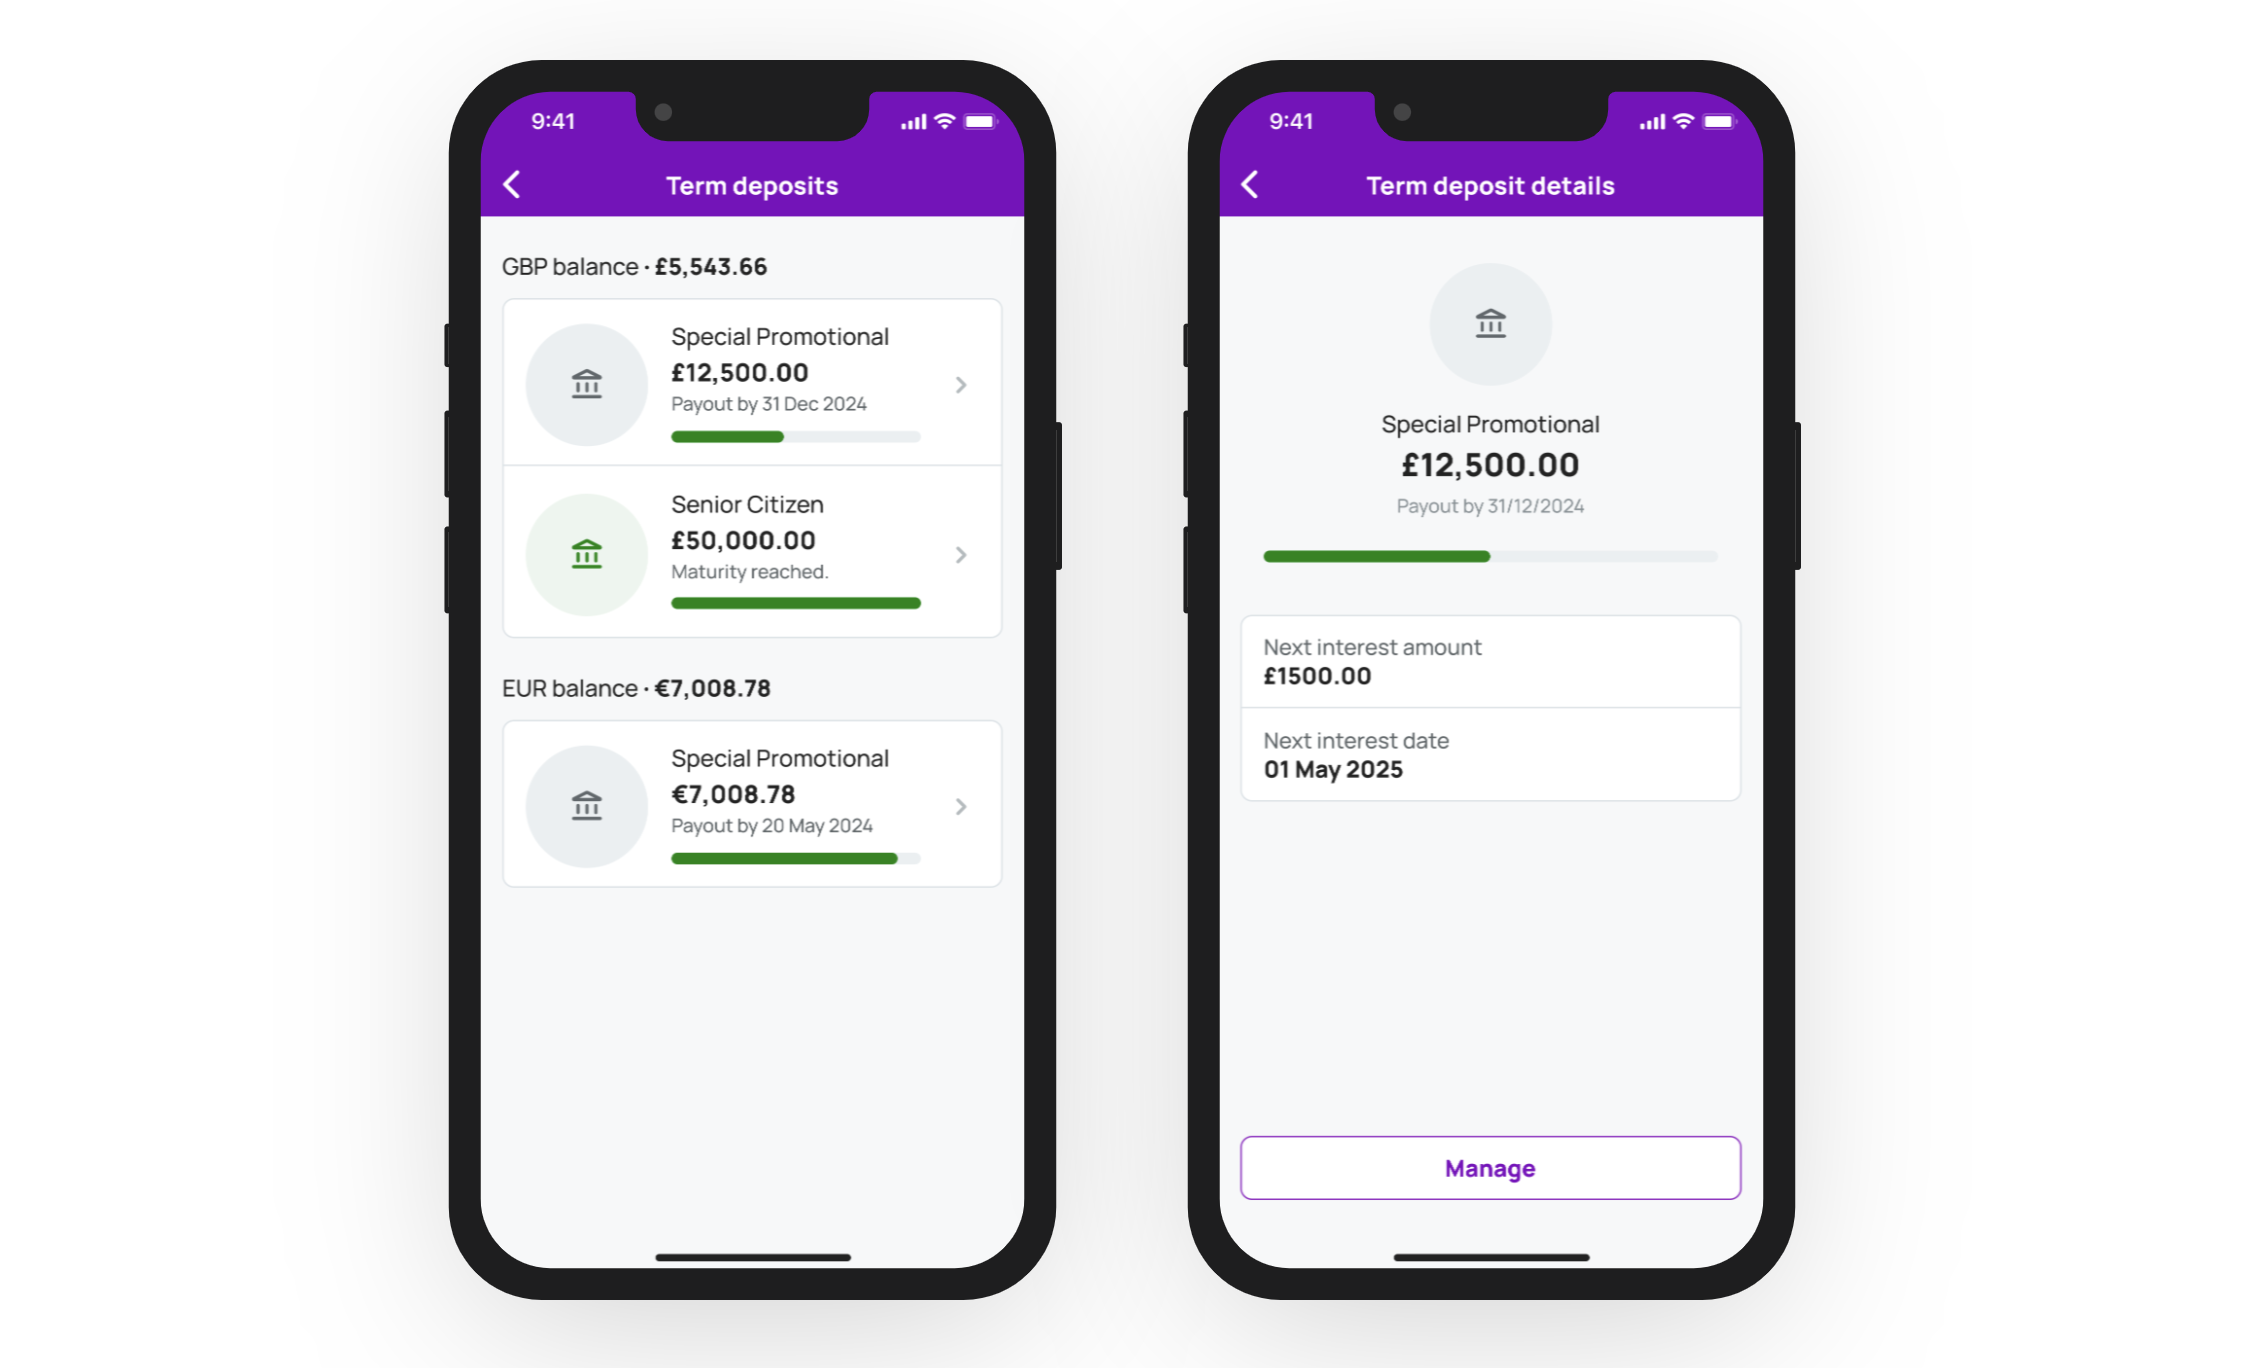 9:41
Term deposits
GBP balance · £5,543.66
Special Promotional
£12,500.00
Payout by 31 Dec 2024
Senior Citizen
£50,000.00
Maturity reached.
EUR balance · €7,008.78
Special Promotional
€7,008.78
Payout by 20 May 2024
9:41
Term deposit details
Special Promotional
£12,500.00
Payout by 31/12/2024
Next interest amount
£1500.00
Next interest date
01 May 2025
Manage